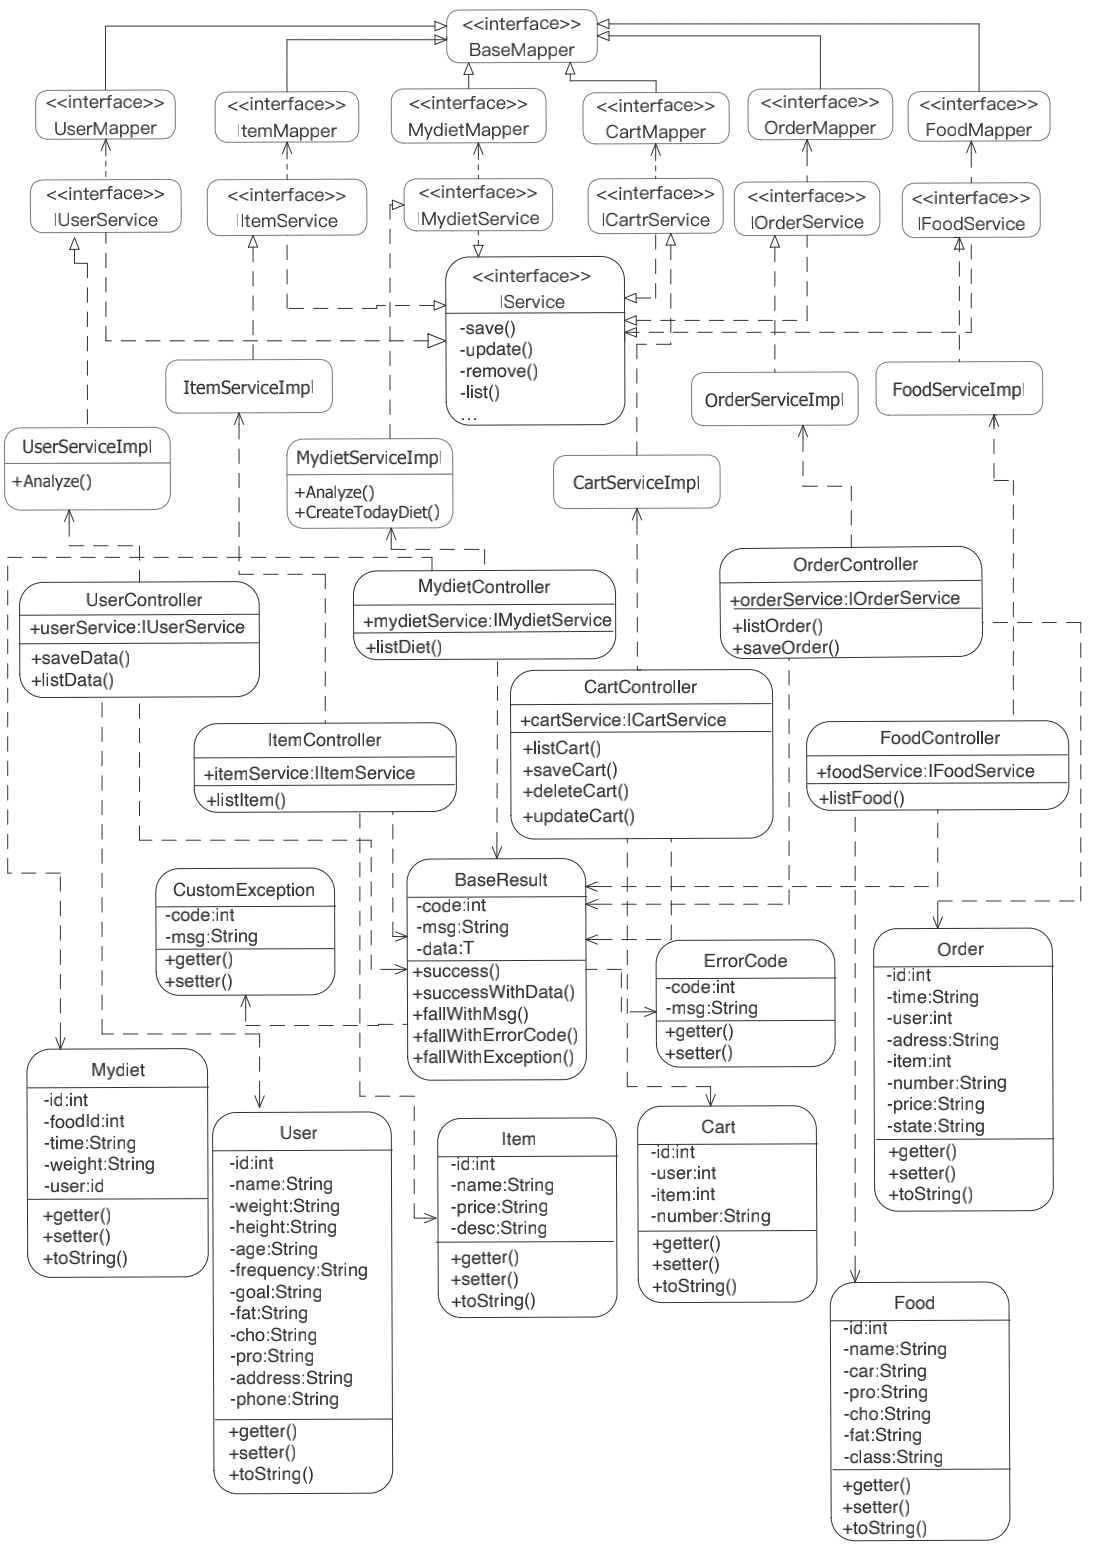 <<interface>>
BaseMapper
<<interface>>
UserMapper
<<interface>>
ItemMapper
<<interface>>
MydietMapper
<<interface>>
CartMapper
<<interface>>
OrderMapper
<<interface>>
FoodMapper
<<interface>>
IUserService
<<interface>>
IItemService
<<interface>>
IMydietService
<<interface>>
ICartrService
<<interface>>
IOrderService
<<interface>>
IFoodService
<<interface>>
IService
-save()
-update()
-remove()
-list()
...
ItemServiceImpl
OrderServiceImpl
FoodServiceImpl
UserServiceImpl
+Analyze()
MydietServiceImpl
+Analyze()
+CreateTodayDiet()
CartServiceImpl
UserController
+userService:IUserService
+saveData()
+listData()
MydietController
+mydietService:IMydietService
+listDiet()
OrderController
+orderService:IOrderService
+listOrder()
+saveOrder()
ItemController
+itemService:IItemService
+listItem()
CartController
+cartService:ICartService
+listCart()
+saveCart()
+deleteCart()
+updateCart()
FoodController
+foodService:IFoodService
+listFood()
CustomException
-code:int
-msg:String
+getter()
+setter()
BaseResult
-code:int
-msg:String
-data:T
+success()
+successWithData()
+fallWithMsg()
+fallWithErrorCode()
+fallWithException()
ErrorCode
-code:int
-msg:String
+getter()
+setter()
Order
-id:int
-time:String
-user:int
-adress:String
-item:int
-number:String
-price:String
-state:String
+getter()
+setter()
+toString()
Mydiet
-id:int
-foodId:int
-time:String
-weight:String
-user:id
+getter()
+setter()
+toString()
User
-id:int
-name:String
-weight:String
-height:String
-age:String
-frequency:String
-goal:String
-fat:String
-cho:String
-pro:String
-address:String
-phone:String
+getter()
+setter()
+toString()
Item
-id:int
-name:String
-price:String
-desc:String
+getter()
+setter()
+toString()
Cart
-id:int
-user:int
-item:int
-number:String
+getter()
+setter()
+toString()
Food
-id:int
-name:String
-car:String
-pro:String
-cho:String
-fat:String
-class:String
+getter()
+setter()
+toString()